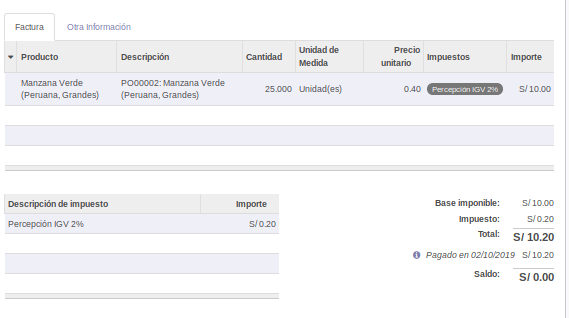 Factura Otra Información
Producto Descripción Cantidad Unidad de Medida Precio unitario Impuestos Importe
Manzana Verde (Peruana, Grandes) PO00002: Manzana Verde (Peruana, Grandes) 25.000 Unidad(es) 0.40 Percepción IGV 2% S/ 10.00
Descripción de impuesto Importe
Percepción IGV 2% S/ 0.20
Base imponible: S/ 10.00
Impuesto: S/ 0.20
Total: S/ 10.20
Pagado en 02/10/2019 S/ 10.20
Saldo: S/ 0.00